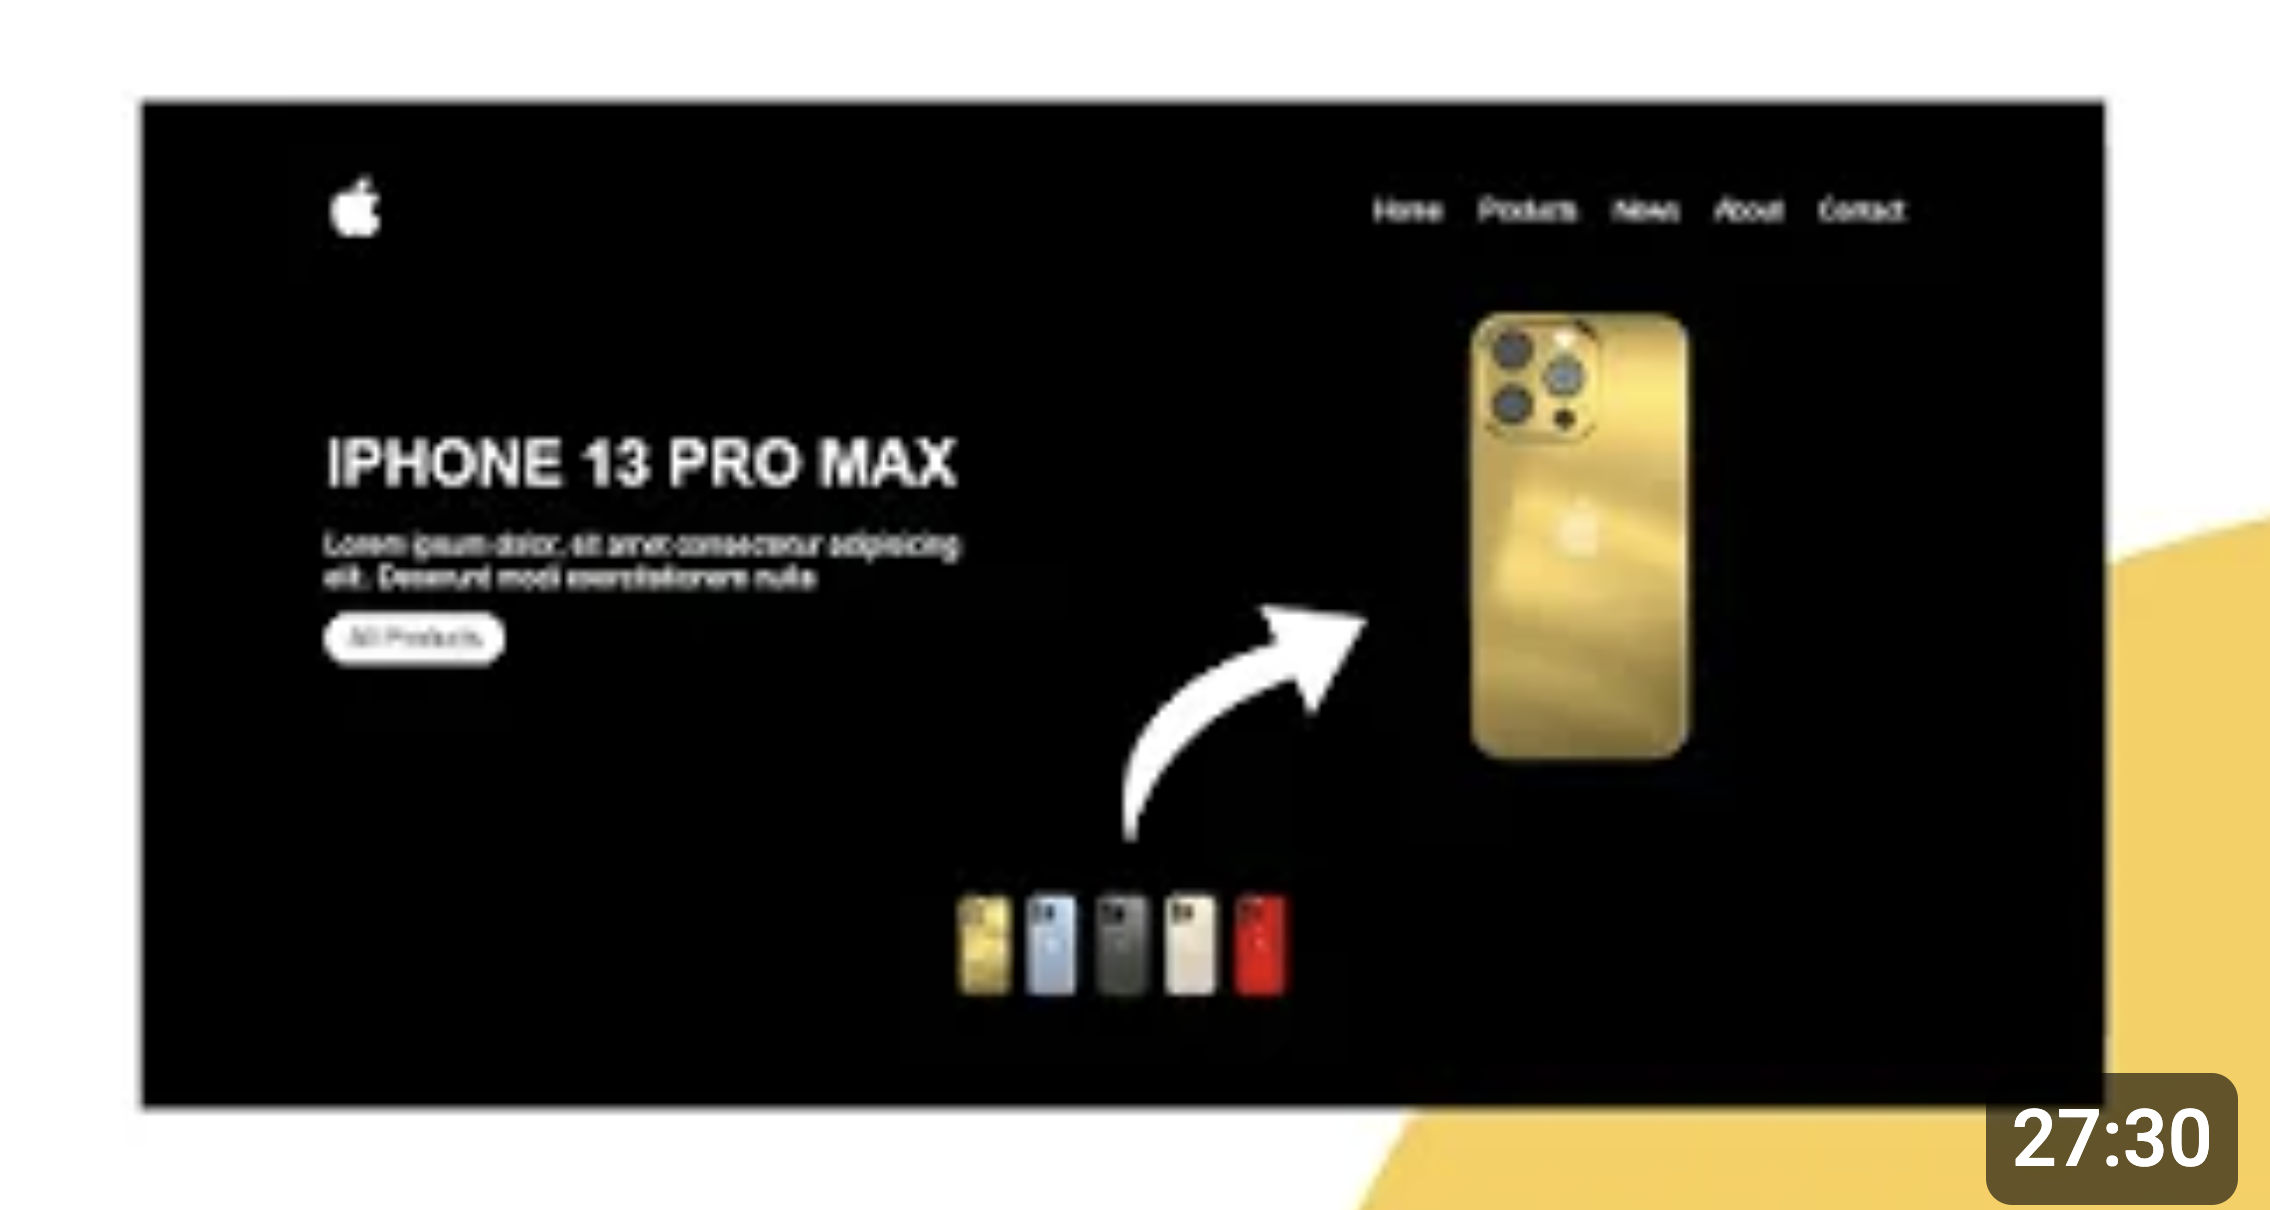 Home Products News About Contact
IPHONE 13 PRO MAX
Lorem ipsum dolor, sit amet consectetur adipisicing
elit. Deserunt modi exercitationem nulla
All Products
27:30